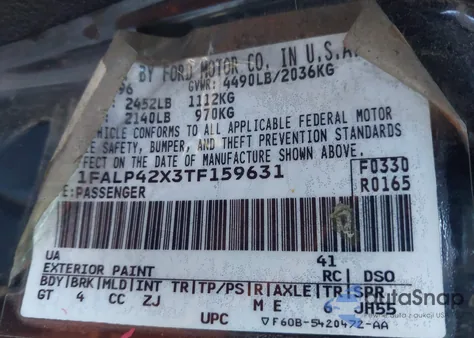 BY FORD MOTOR CO. IN U.S.A.
96 GVWR: 4490LB/2036KG
2452LB 1112KG
2140LB 970KG
VEHICLE CONFORMS TO ALL APPLICABLE FEDERAL MOTOR
LE SAFETY, BUMPER, AND THEFT PREVENTION STANDARDS
EFFECT ON THE DATE OF MANUFACTURE SHOWN ABOVE.
1FALP42X3TF159631 F0330
E:PASSENGER R0165
UA 41
EXTERIOR PAINT RC DSO
BDY BRK MLD INT TR TP/PS R AXLE TR SPR
GT 4 CC ZJ M E 6 JH55
UPC F60B-5420472-AA
AutoSnap